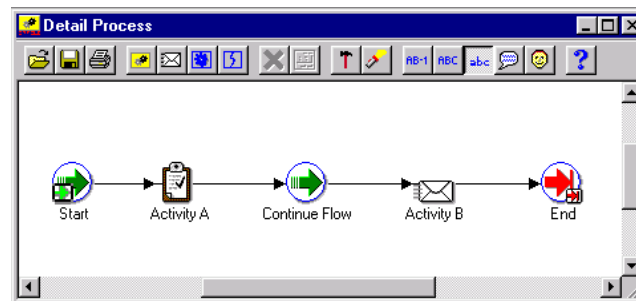 Detail Process
AB-1 ABC abc ?
Start Activity A Continue Flow Activity B End